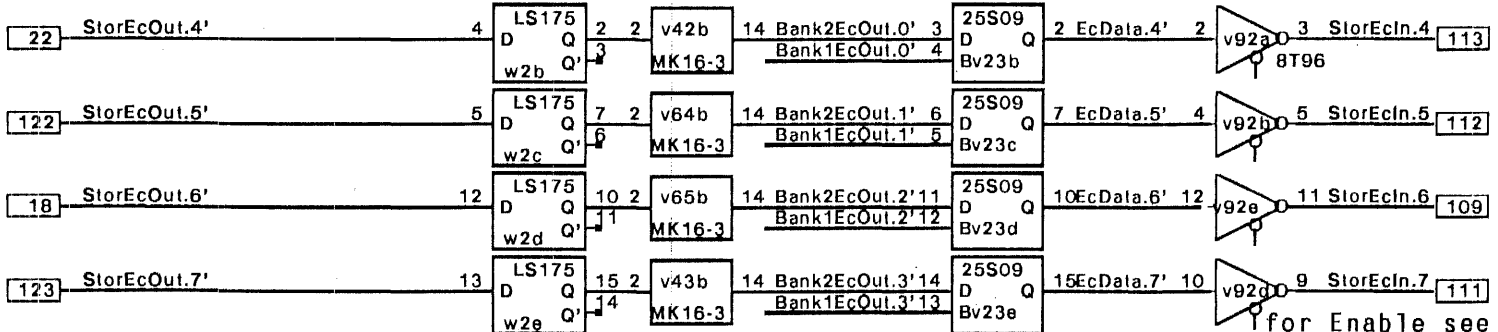 LS175 25S09
22 StorEcOut.4' 4 D Q 2 2 v42b 14 Bank2EcOut.0' 3 D Q 2 EcData.4' 2 v92a 3 StorEcIn.4 113
Q' 3 MK16-3 Bank1EcOut.0' 4 Bv23b 8T96
w2b
LS175 25S09
122 StorEcOut.5' 5 D Q 7 2 v64b 14 Bank2EcOut.1' 6 D Q 7 EcData.5' 4 v92b 5 StorEcIn.5 112
Q' 6 MK16-3 Bank1EcOut.1' 5 Bv23c
w2c
LS175 25S09
18 StorEcOut.6' 12 D Q 10 2 v65b 14 Bank2EcOut.2' 11 D Q 10 EcData.6' 12 v92e 11 StorEcIn.6 109
Q' 11 MK16-3 Bank1EcOut.2' 12 Bv23d
w2d
LS175 25S09
123 StorEcOut.7' 13 D Q 15 2 v43b 14 Bank2EcOut.3' 14 D Q 15 EcData.7' 10 v92d 9 StorEcIn.7 111
Q' 14 MK16-3 Bank1EcOut.3' 13 Bv23e
w2e for Enable see